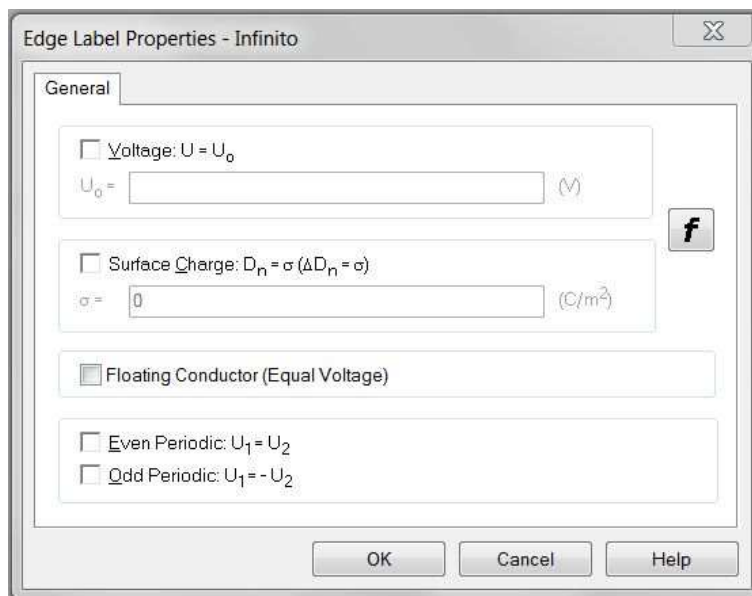 Edge Label Properties - Infinito
General
Voltage: U = Uₒ
Uₒ = (V)
f
Surface Charge: Dₙ = σ (ΔDₙ = σ)
σ = 0 (C/m²)
Floating Conductor (Equal Voltage)
Even Periodic: U₁ = U₂
Odd Periodic: U₁ = - U₂
OK Cancel Help